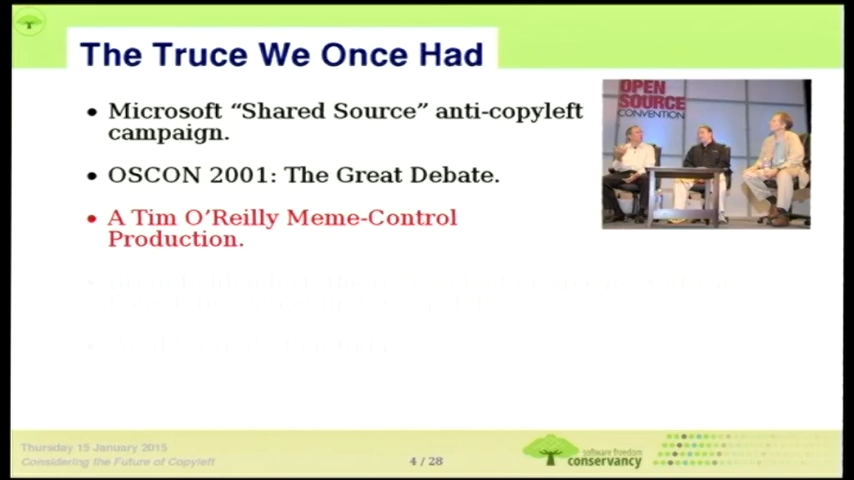 The Truce We Once Had
• Microsoft “Shared Source” anti-copyleft
campaign.
• OSCON 2001: The Great Debate.
• A Tim O’Reilly Meme-Control
Production.
OPEN
SOURCE
CONVENTION
Thursday 15 January 2015
Considering the Future of Copyleft
4 / 28
software freedom
conservancy